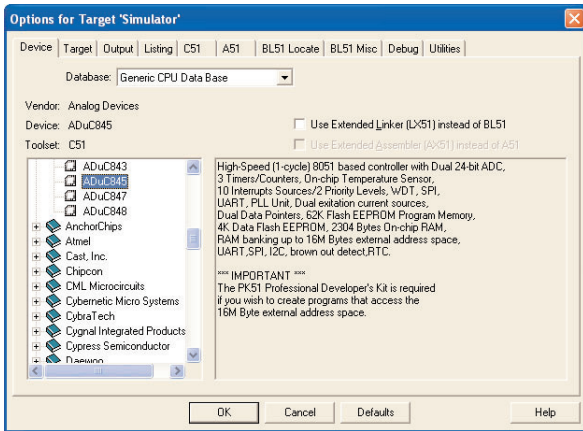 Options for Target 'Simulator'
Device Target Output Listing C51 A51 BL51 Locate BL51 Misc Debug Utilities
Database: Generic CPU Data Base
Vendor: Analog Devices
Device: ADuC845
Use Extended Linker (LX51) instead of BL51
Toolset: C51
Use Extended Assembler (AX51) instead of A51
ADuC843
ADuC845
ADuC847
ADuC848
AnchorChips
Atmel
Cast, Inc.
Chipcon
CML Microcircuits
Cybernetic Micro Systems
CybraTech
Cygnal Integrated Products
Cypress Semiconductor
Daewoo
High-Speed (1-cycle) 8051 based controller with Dual 24-bit ADC,
3 Timers/Counters, On-chip Temperature Sensor,
10 Interrupts Sources/2 Priority Levels, WDT, SPI,
UART, PLL Unit, Dual exitation current sources,
Dual Data Pointers, 62K Flash EEPROM Program Memory,
4K Data Flash EEPROM, 2304 Bytes On-chip RAM,
RAM banking up to 16M Bytes external address space,
UART,SPI, I2C, brown out detect,RTC.
*** IMPORTANT ***
The PK51 Professional Developer's Kit is required
if you wish to create programs that access the
16M Byte external address space.
OK Cancel Defaults Help